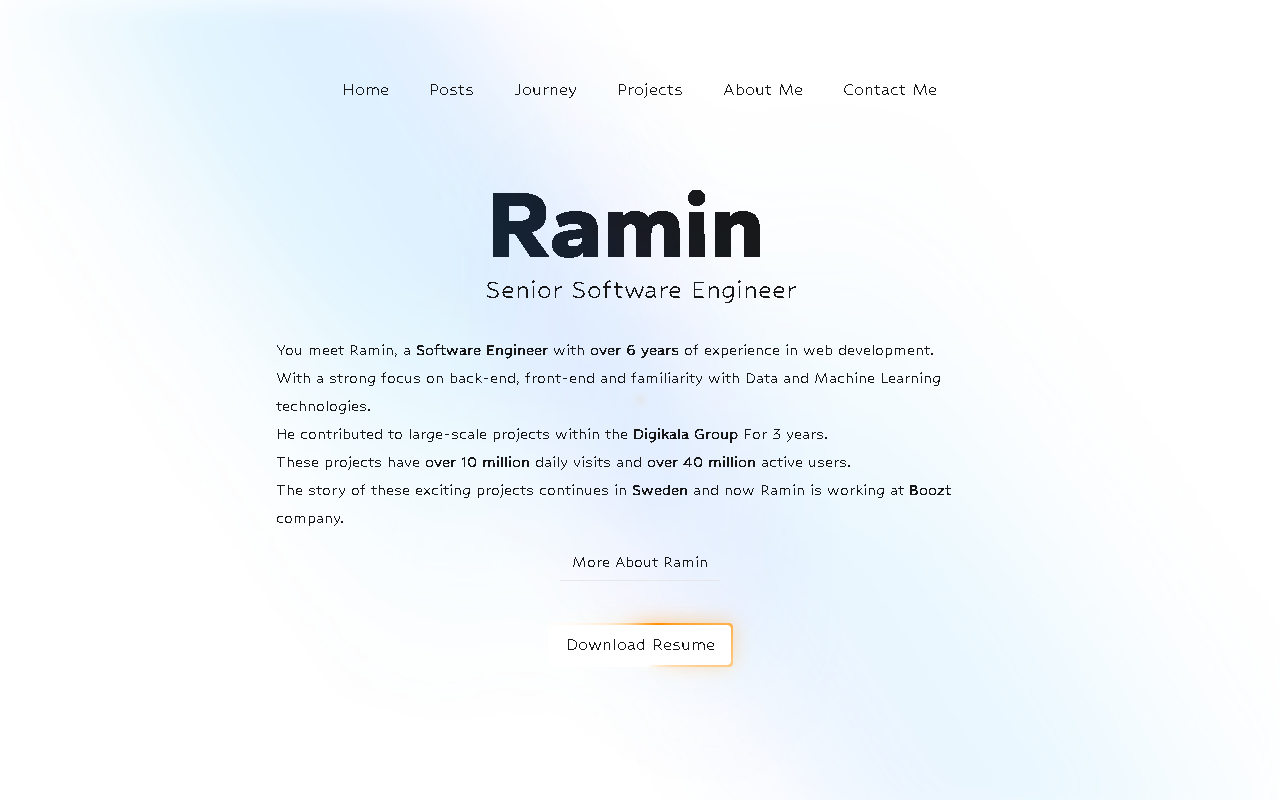 Home Posts Journey Projects About Me Contact Me
Ramin
Senior Software Engineer
You meet Ramin, a Software Engineer with over 6 years of experience in web development.
With a strong focus on back-end, front-end and familiarity with Data and Machine Learning
technologies.
He contributed to large-scale projects within the Digikala Group For 3 years.
These projects have over 10 million daily visits and over 40 million active users.
The story of these exciting projects continues in Sweden and now Ramin is working at Boozt
company.
More About Ramin
Download Resume